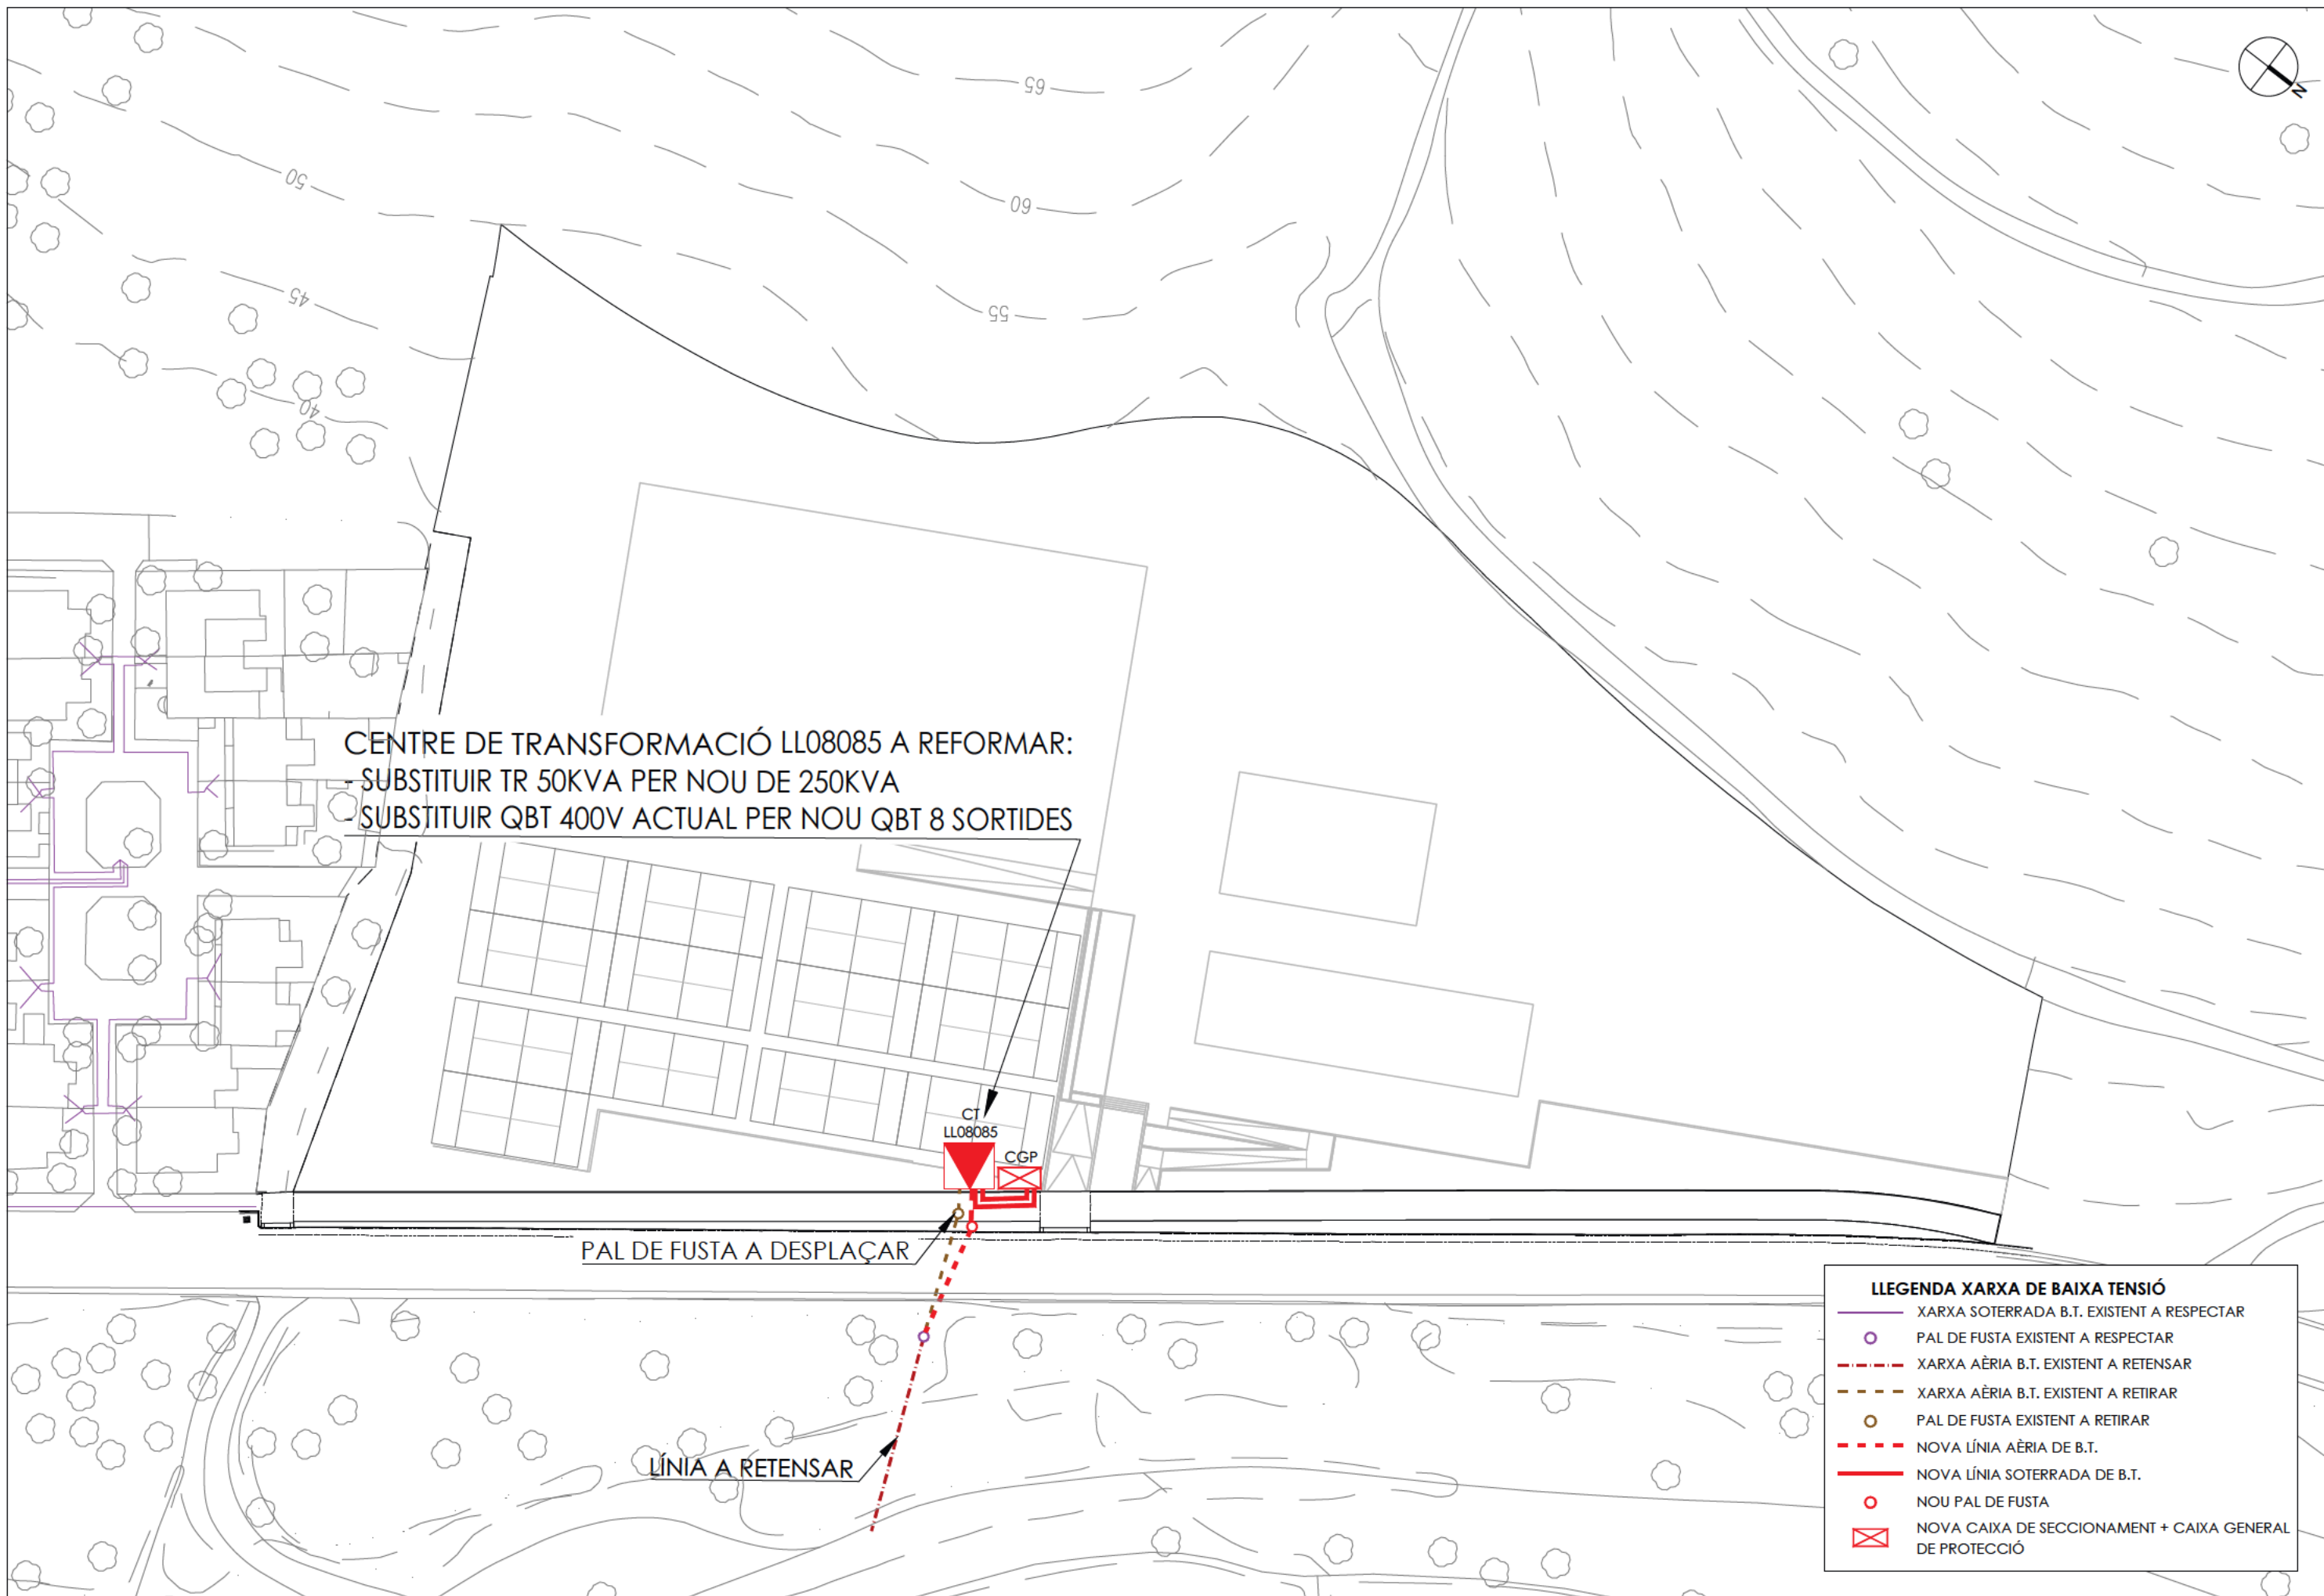 N
65
60
55
50
45
40
CENTRE DE TRANSFORMACIÓ LL08085 A REFORMAR:
- SUBSTITUIR TR 50KVA PER NOU DE 250KVA
- SUBSTITUIR QBT 400V ACTUAL PER NOU QBT 8 SORTIDES
CT
LL08085
CGP
PAL DE FUSTA A DESPLAÇAR
LÍNIA A RETENSAR
LLEGENDA XARXA DE BAIXA TENSIÓ
XARXA SOTERRADA B.T. EXISTENT A RESPECTAR
PAL DE FUSTA EXISTENT A RESPECTAR
XARXA AÈRIA B.T. EXISTENT A RETENSAR
XARXA AÈRIA B.T. EXISTENT A RETIRAR
PAL DE FUSTA EXISTENT A RETIRAR
NOVA LÍNIA AÈRIA DE B.T.
NOVA LÍNIA SOTERRADA DE B.T.
NOU PAL DE FUSTA
NOVA CAIXA DE SECCIONAMENT + CAIXA GENERAL
DE PROTECCIÓ